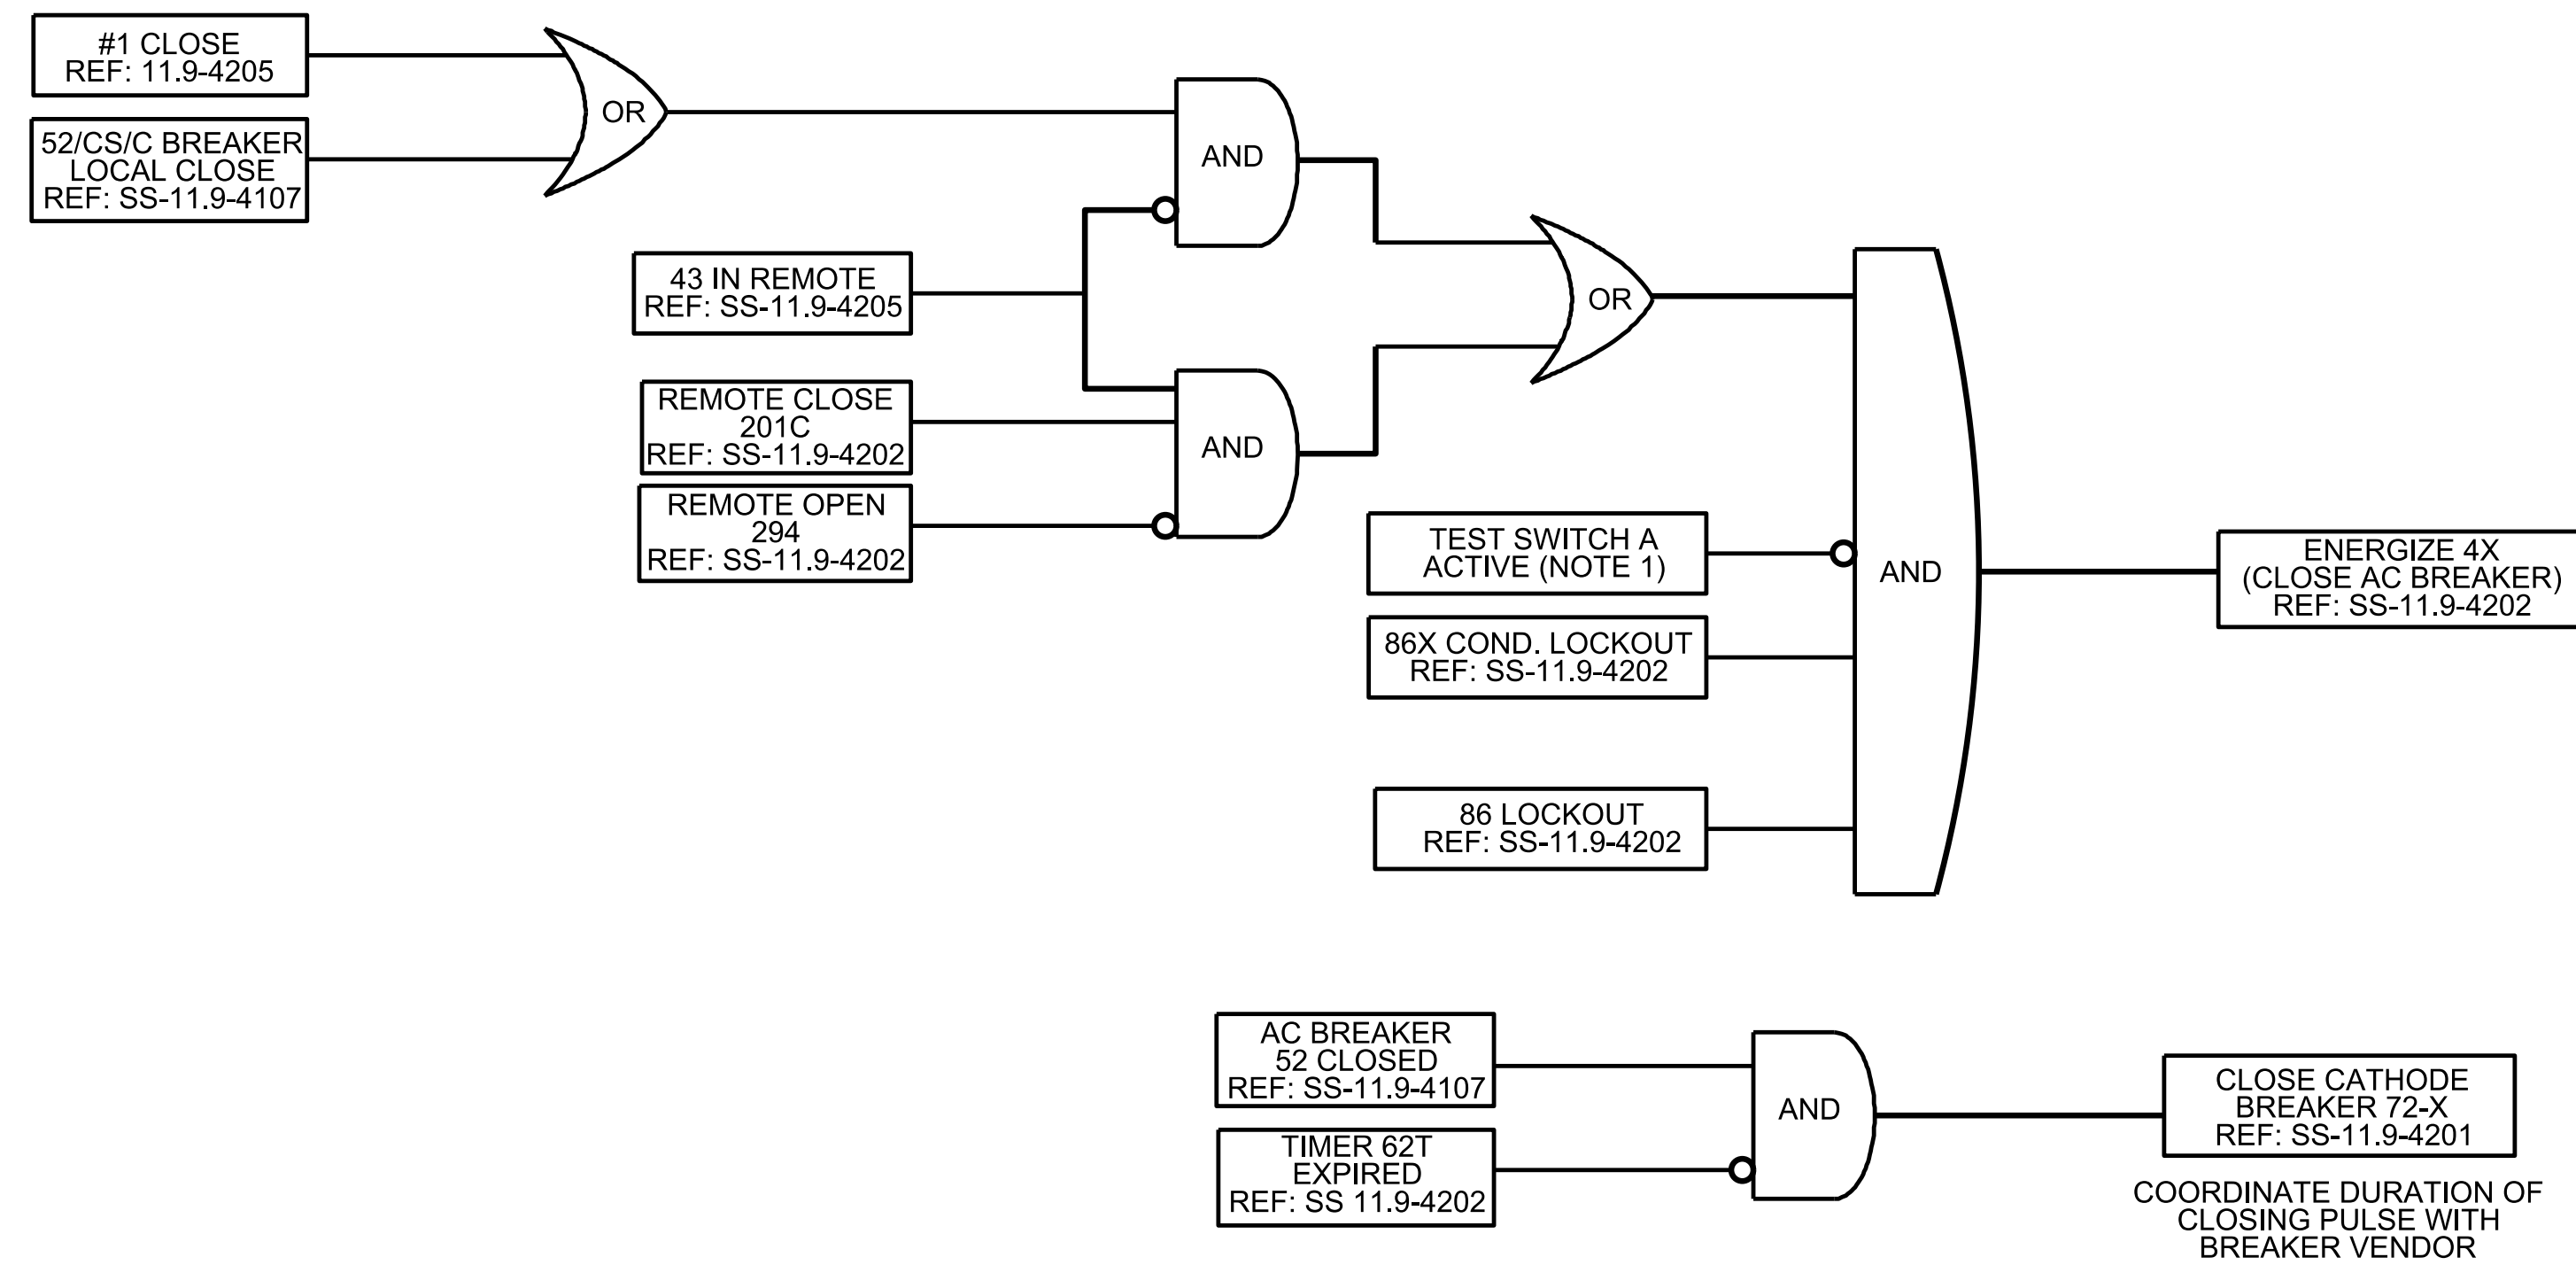 #1 CLOSE
REF: 11.9-4205
OR
52/CS/C BREAKER
LOCAL CLOSE
REF: SS-11.9-4107
AND
43 IN REMOTE
REF: SS-11.9-4205
OR
REMOTE CLOSE
201C
REF: SS-11.9-4202
AND
REMOTE OPEN
294
REF: SS-11.9-4202
TEST SWITCH A
ACTIVE (NOTE 1)
AND
ENERGIZE 4X
(CLOSE AC BREAKER)
REF: SS-11.9-4202
86X COND. LOCKOUT
REF: SS-11.9-4202
86 LOCKOUT
REF: SS-11.9-4202
AC BREAKER
52 CLOSED
REF: SS-11.9-4107
AND
CLOSE CATHODE
BREAKER 72-X
REF: SS-11.9-4201
TIMER 62T
EXPIRED
REF: SS 11.9-4202
COORDINATE DURATION OF
CLOSING PULSE WITH
BREAKER VENDOR